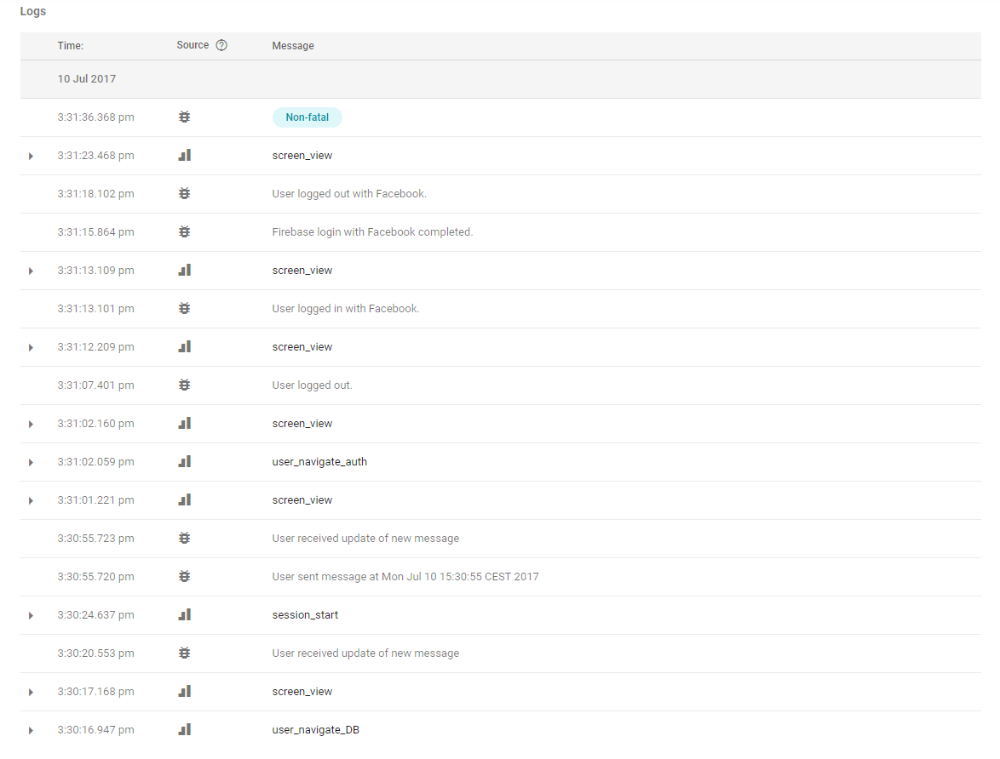 Logs
Time: Source ? Message
10 Jul 2017
3:31:36.368 pm Non-fatal
3:31:23.468 pm screen_view
3:31:18.102 pm User logged out with Facebook.
3:31:15.864 pm Firebase login with Facebook completed.
3:31:13.109 pm screen_view
3:31:13.101 pm User logged in with Facebook.
3:31:12.209 pm screen_view
3:31:07.401 pm User logged out.
3:31:02.160 pm screen_view
3:31:02.059 pm user_navigate_auth
3:31:01.221 pm screen_view
3:30:55.723 pm User received update of new message
3:30:55.720 pm User sent message at Mon Jul 10 15:30:55 CEST 2017
3:30:24.637 pm session_start
3:30:20.553 pm User received update of new message
3:30:17.168 pm screen_view
3:30:16.947 pm user_navigate_DB